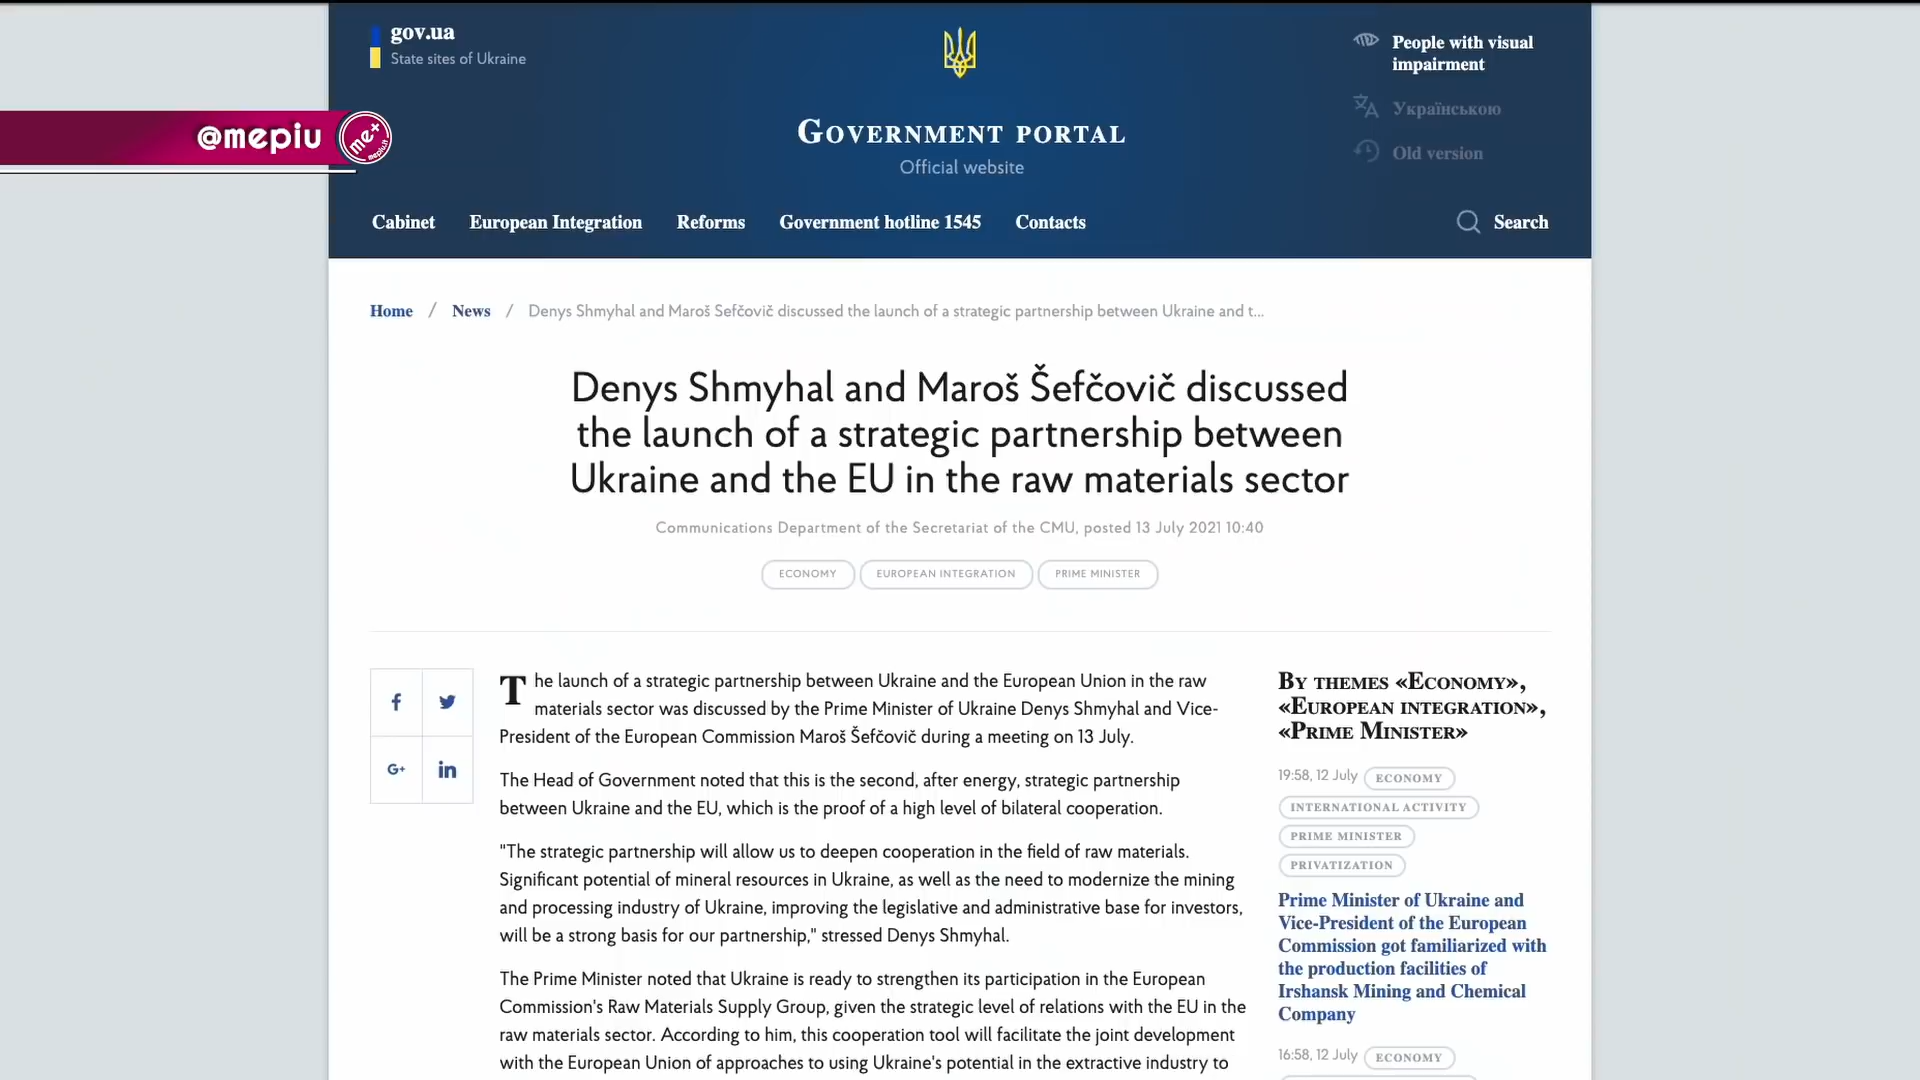 gov.ua
State sites of Ukraine
People with visual
impairment
Українською
Old version
GOVERNMENT PORTAL
Official website
@mepiu
me+
mepiu.it
Cabinet
European Integration
Reforms
Government hotline 1545
Contacts
Search
Home / News / Denys Shmyhal and Maroš Sefčovič discussed the launch of a strategic partnership between Ukraine and t...
Denys Shmyhal and Maroš Šefčovič discussed
the launch of a strategic partnership between
Ukraine and the EU in the raw materials sector
Communications Department of the Secretariat of the CMU, posted 13 July 2021 10:40
ECONOMY
EUROPEAN INTEGRATION
PRIME MINISTER
The launch of a strategic partnership between Ukraine and the European Union in the raw
materials sector was discussed by the Prime Minister of Ukraine Denys Shmyhal and Vice-
President of the European Commission Maroš Šefčovič during a meeting on 13 July.
The Head of Government noted that this is the second, after energy, strategic partnership
between Ukraine and the EU, which is the proof of a high level of bilateral cooperation.
"The strategic partnership will allow us to deepen cooperation in the field of raw materials.
Significant potential of mineral resources in Ukraine, as well as the need to modernize the mining
and processing industry of Ukraine, improving the legislative and administrative base for investors,
will be a strong basis for our partnership," stressed Denys Shmyhal.
The Prime Minister noted that Ukraine is ready to strengthen its participation in the European
Commission's Raw Materials Supply Group, given the strategic level of relations with the EU in the
raw materials sector. According to him, this cooperation tool will facilitate the joint development
with the European Union of approaches to using Ukraine's potential in the extractive industry to
BY THEMES «ECONOMY»,
«EUROPEAN INTEGRATION»,
«PRIME MINISTER»
19:58, 12 July
ECONOMY
INTERNATIONAL ACTIVITY
PRIME MINISTER
PRIVATIZATION
Prime Minister of Ukraine and
Vice-President of the European
Commission got familiarized with
the production facilities of
Irshansk Mining and Chemical
Company
16:58, 12 July
ECONOMY